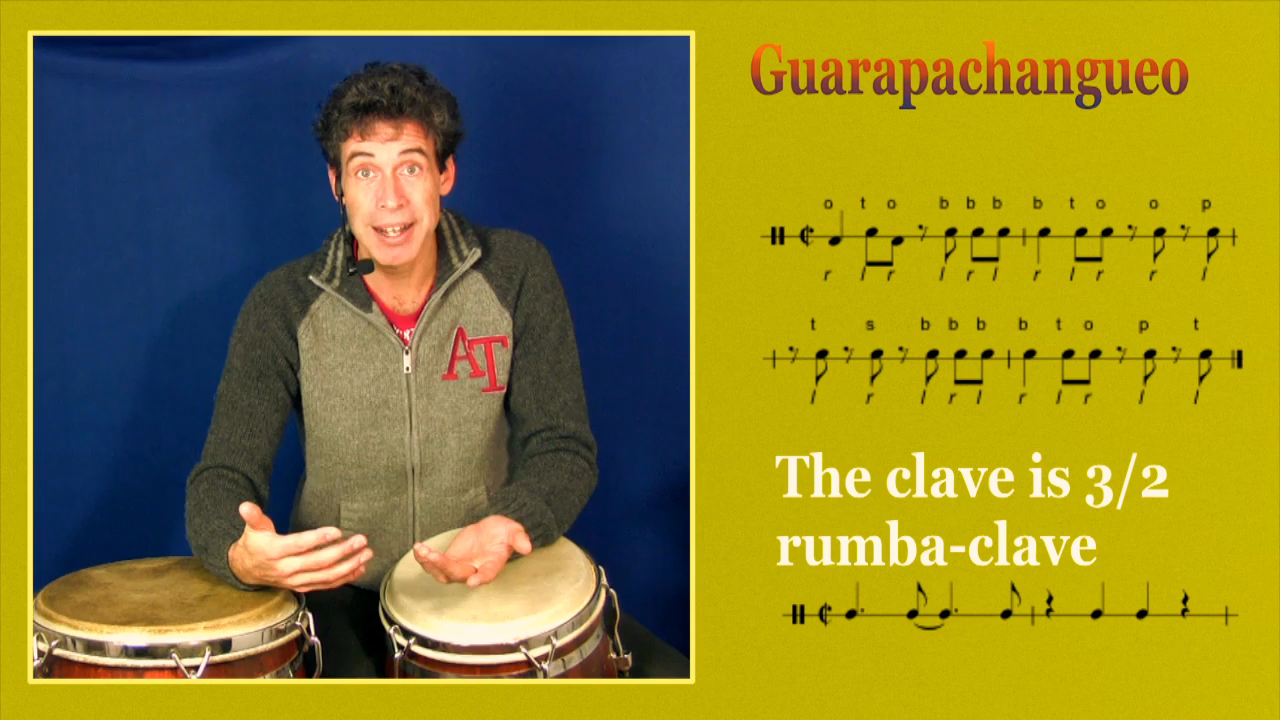 Guarapachangueo
o t o b b b b t o o p
r l r l r l r l r r l
t s b b b b t o p t
l r l r l r l r l l
AT
The clave is 3/2
rumba-clave